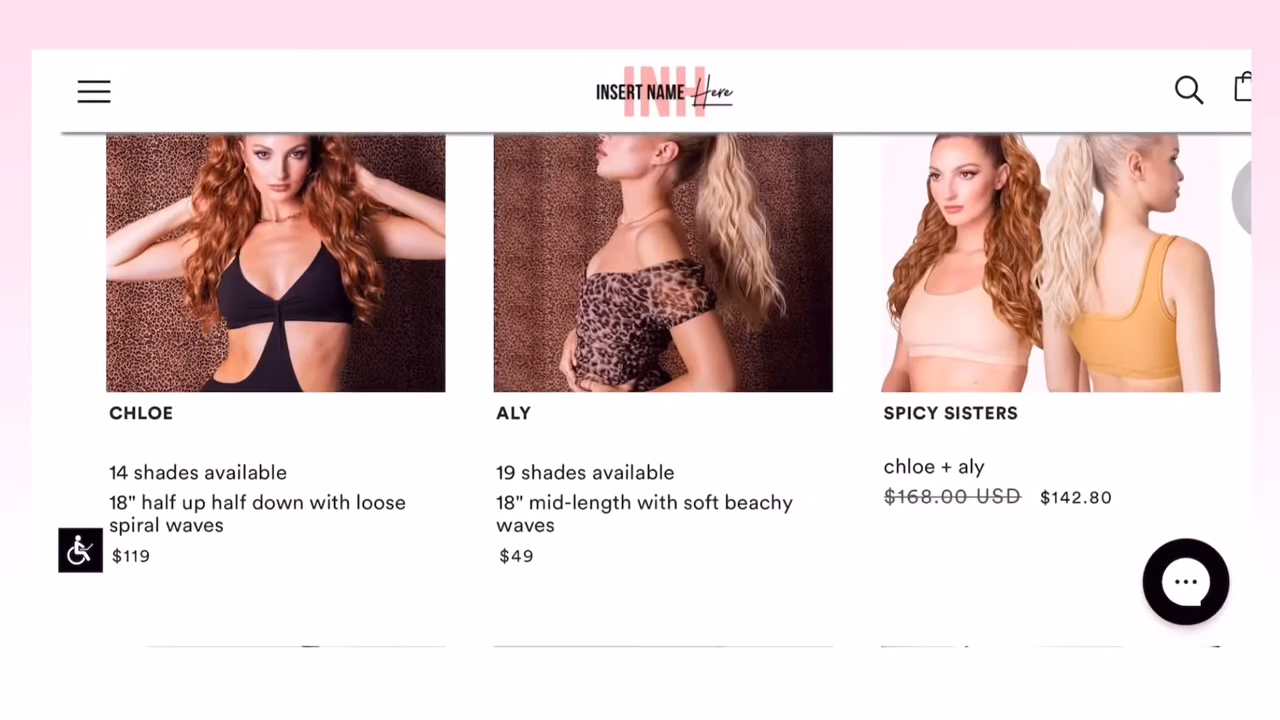 INH
INSERT NAME Here
CHLOE
14 shades available
18" half up half down with loose
spiral waves
$119
ALY
19 shades available
18" mid-length with soft beachy
waves
$49
SPICY SISTERS
chloe + aly
$168.00 USD $142.80